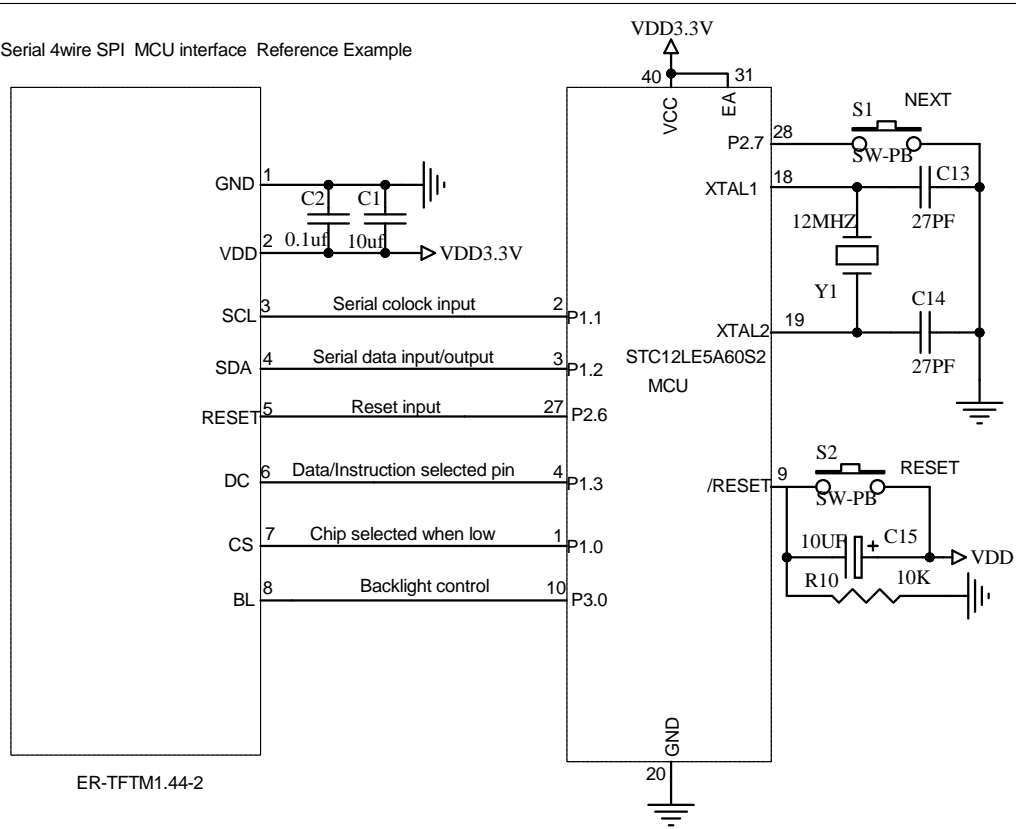 Serial 4wire SPI MCU interface Reference Example
VDD3.3V
40
31
VCC
EA
S1
NEXT
P2.7
28
SW-PB
GND
1
C2
C1
XTAL1
18
C13
0.1uf
10uf
12MHZ
27PF
VDD
2
VDD3.3V
Y1
SCL
3
Serial colock input
2
P1.1
C14
XTAL2
19
SDA
4
Serial data input/output
3
P1.2
STC12LE5A60S2
MCU
27PF
RESET
5
Reset input
27
P2.6
S2
RESET
DC
6
Data/Instruction selected pin
4
P1.3
/RESET
9
SW-PB
CS
7
Chip selected when low
1
P1.0
10UF
+
C15
VDD
BL
8
Backlight control
10
P3.0
R10
10K
GND
20
ER-TFTM1.44-2